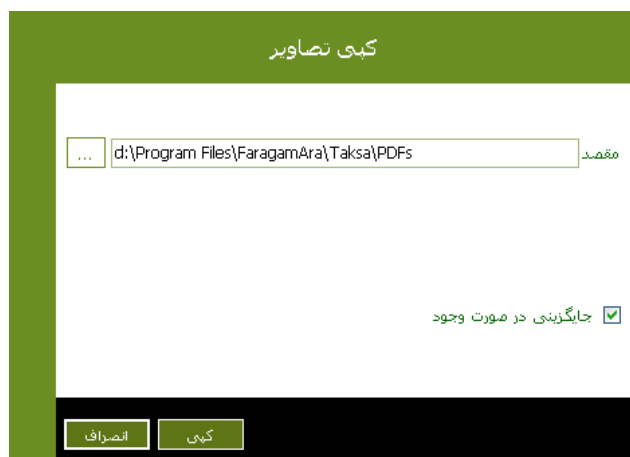 کپی تصاویر
مقصد d:\Program Files\FaragamAra\Taksa\PDFs ...
جایگزینی در صورت وجود
کپی انصراف